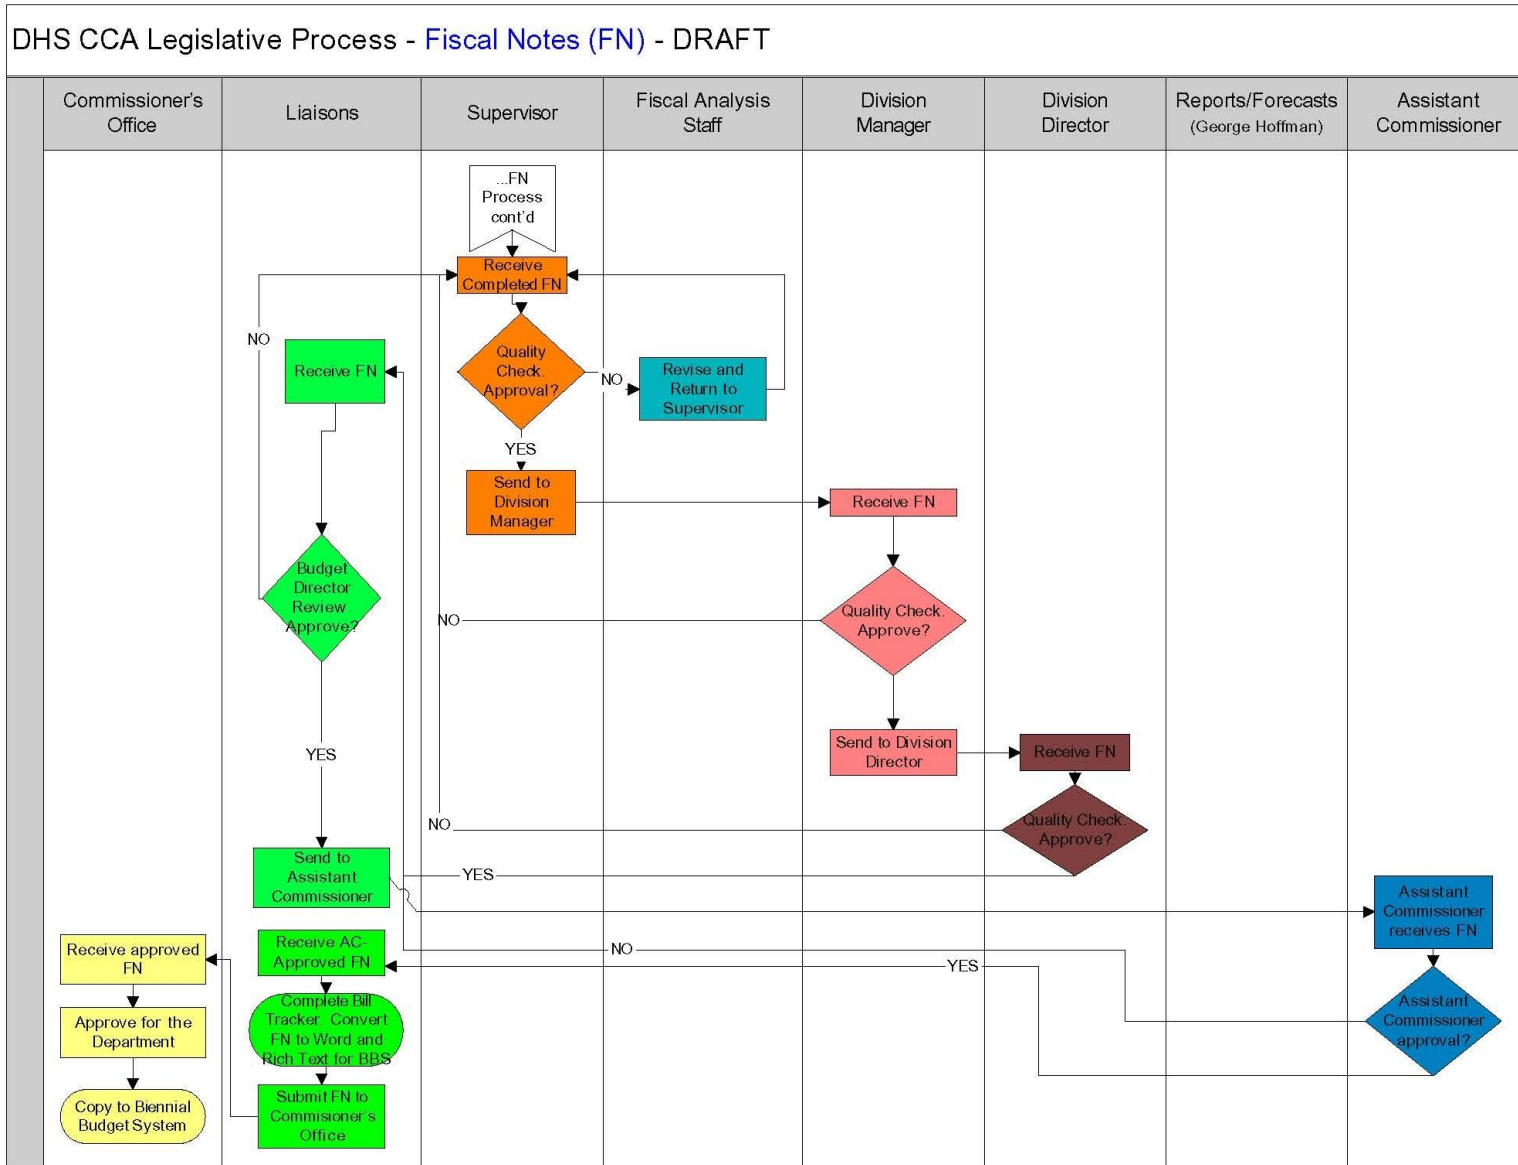 DHS CCA Legislative Process - Fiscal Notes (FN) - DRAFT
Commissioner's
Office
Liaisons
Supervisor
Fiscal Analysis
Staff
Division
Manager
Division
Director
Reports/Forecasts
(George Hoffman)
Assistant
Commissioner
...FN
Process
cont'd
Receive
Completed FN
NO
Receive FN
Quality
Check.
Approval?
NO
Revise and
Return to
Supervisor
YES
Send to
Division
Manager
Receive FN
Budget
Director
Review.
Approve?
NO
Quality Check.
Approve?
YES
Send to Division
Director
Receive FN
NO
Quality Check.
Approve?
Send to
Assistant
Commissioner
YES
Assistant
Commissioner
receives FN
Receive approved
FN
Receive AC-
Approved FN
NO
YES
Complete Bill
Tracker. Convert
FN to Word and
Rich Text for BBS
Assistant
Commissioner
approval?
Approve for the
Department
Copy to Biennial
Budget System
Submit FN to
Commisioner's
Office